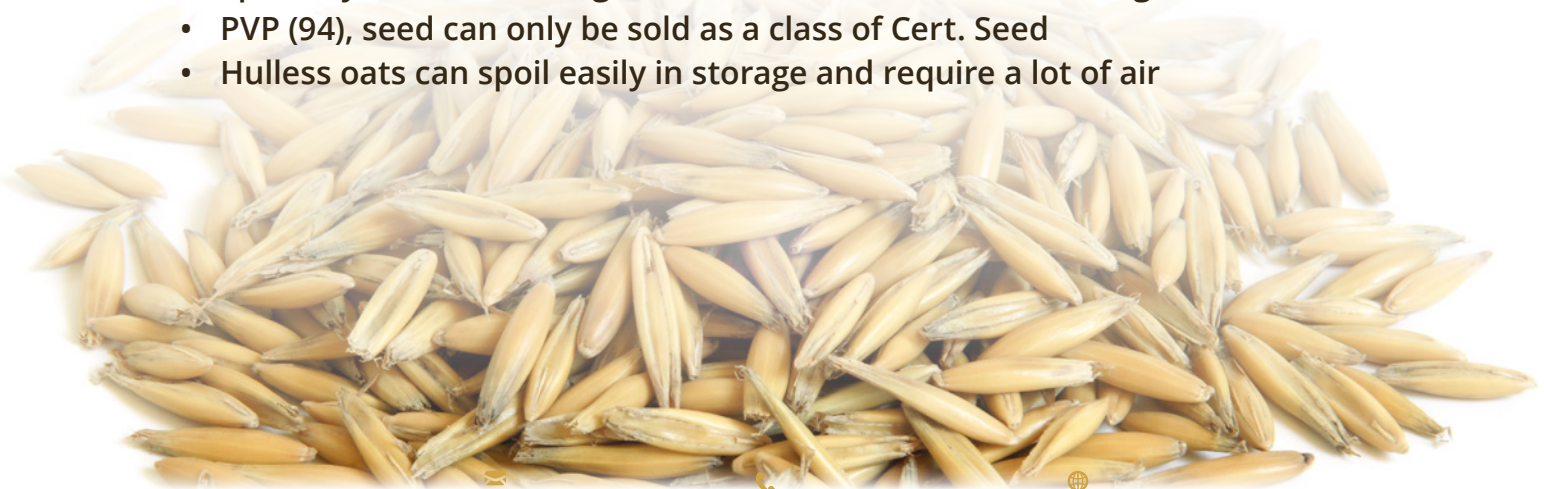 • PVP (94), seed can only be sold as a class of Cert. Seed
• Hulless oats can spoil easily in storage and require a lot of air